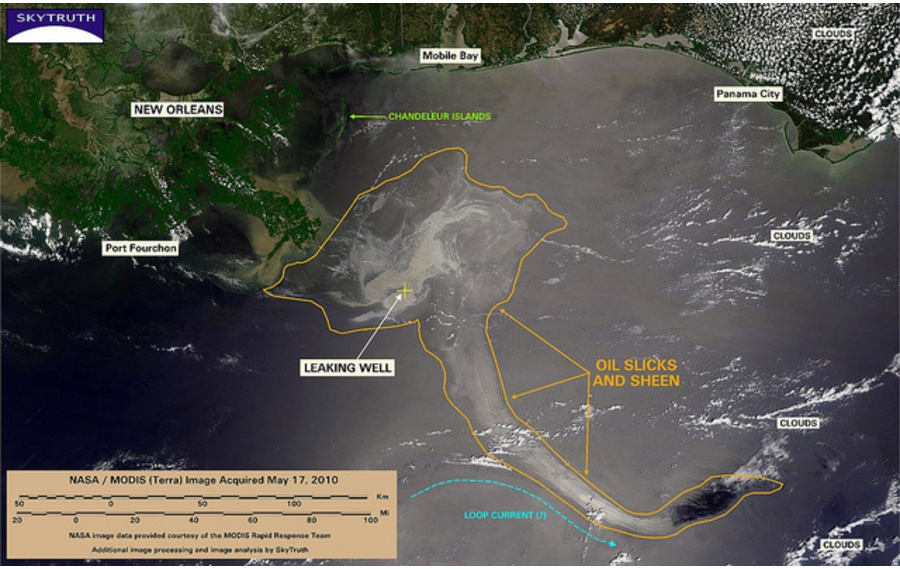 SKYTRUTH
CLOUDS
Mobile Bay
Panama City
NEW ORLEANS
CHANDELEUR ISLANDS
CLOUDS
Port Fourchon
LEAKING WELL
OIL SLICKS
AND SHEEN
CLOUDS
NASA / MODIS (Terra) Image Acquired May 17, 2010
50 0 50 100 Km
20 0 20 40 60 80 100 Mi
NASA image data provided courtesy of the MODIS Rapid Response Team
Additional image processing and image analysis by SkyTruth
LOOP CURRENT (?)
CLOUDS